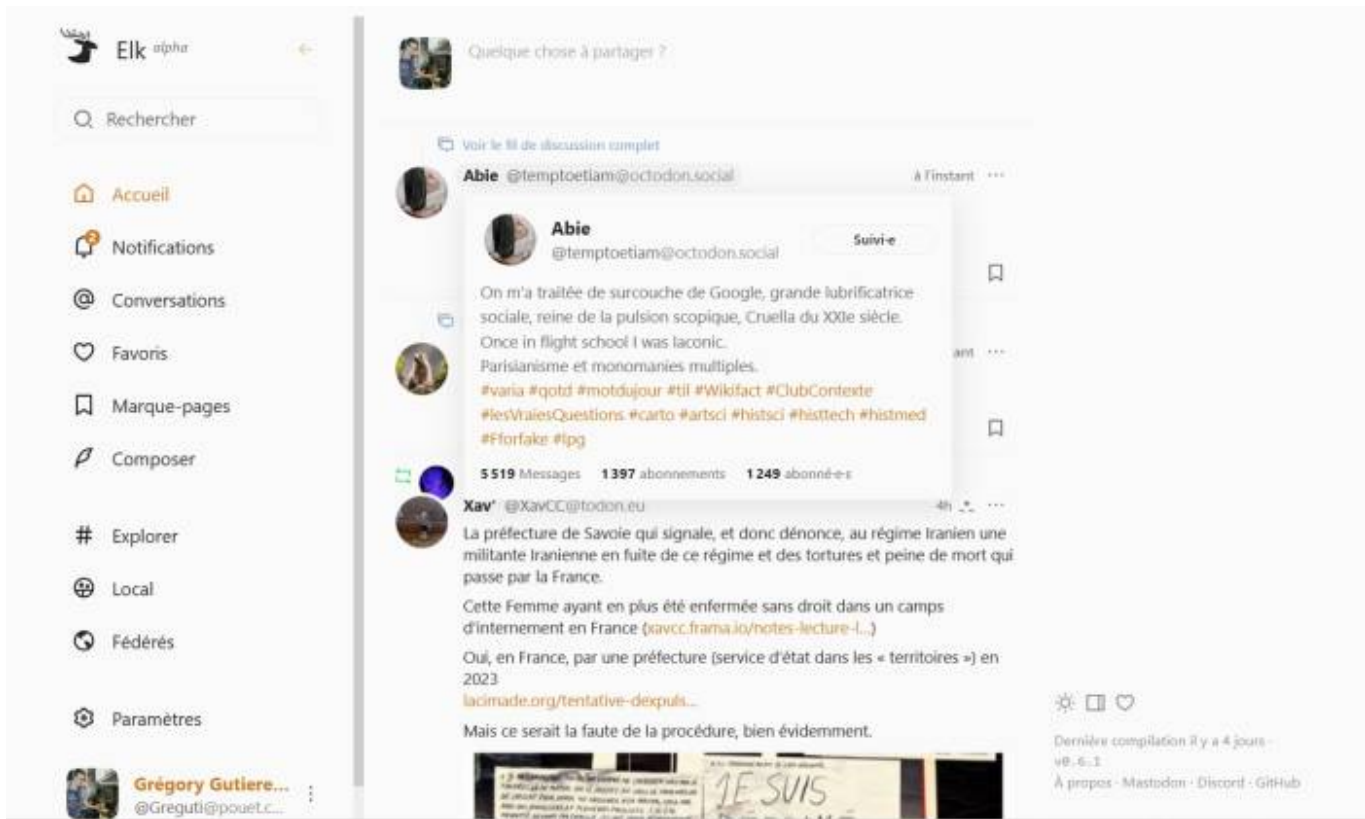 Elk alpha
Rechercher
Accueil
2
Notifications
Conversations
Favoris
Marque-pages
Composer
Explorer
Local
Fédérés
Paramètres
Grégory Gutiere...
@Greguti@pouet.c...
Quelque chose à partager ?
Voir le fil de discussion complet
Abie @temptoetiam@octodon.social à l'instant ...
Abie
@temptoetiam@octodon.social
Suivi·e
On m'a traitée de surcouche de Google, grande lubrificatrice
sociale, reine de la pulsion scopique, Cruella du XXIe siècle.
Once in flight school I was laconic.
Parisianisme et monomanies multiples.
#varia #qotd #motdujour #til #Wikifact #ClubContexte
#lesVraiesQuestions #carto #artsci #histsci #histtech #histmed
#Fforfake #lpg
5 519 Messages 1 397 abonnements 1 249 abonné·e·s
ant ...
Xav' @XavCC@todon.eu 4h ...
La préfecture de Savoie qui signale, et donc dénonce, au régime Iranien une
militante Iranienne en fuite de ce régime et des tortures et peine de mort qui
passe par la France.
Cette Femme ayant en plus été enfermée sans droit dans un camps
d'internement en France (xavcc.frama.io/notes-lecture-l...)
Oui, en France, par une préfecture (service d'état dans les « territoires ») en
2023
lacimade.org/tentative-dexpuls...
Mais ce serait la faute de la procédure, bien évidemment.
JE SUIS
Dernière compilation il y a 4 jours ·
v0.6.1
À propos · Mastodon · Discord · GitHub